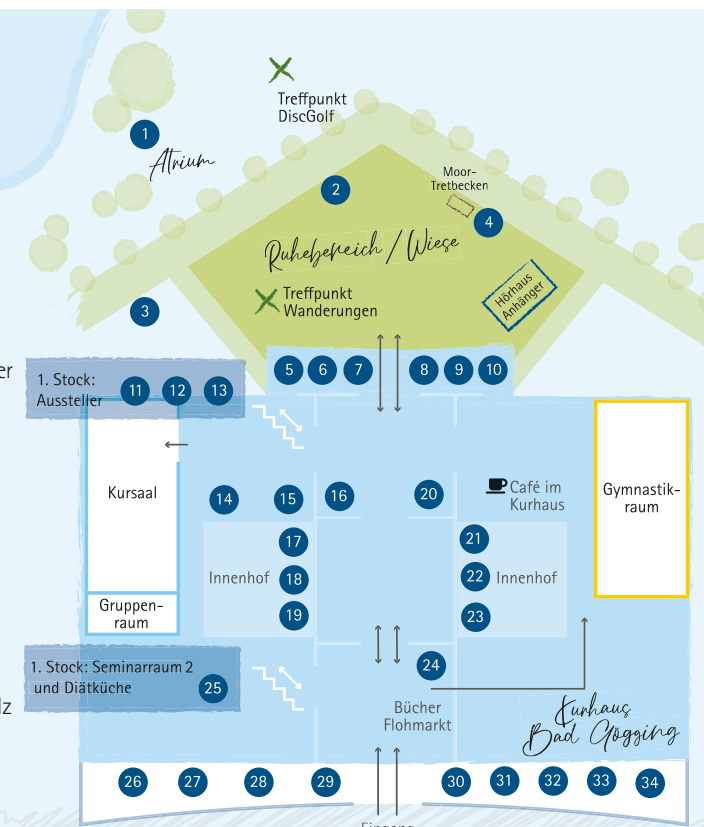 Treffpunkt
DiscGolf
1
Atrium
Moor-
Tretbecken
2
4
Ruhebereich / Wiese
Treffpunkt
Wanderungen
Hörhaus
Anhänger
3
er
5 6 7 8 9 10
1. Stock:
Aussteller
11 12 13
Kursaal
14 15 16 20
Café im
Kurhaus
Gymnastik-
raum
17 21
Innenhof 18 22 Innenhof
19 23
Gruppen-
raum
1. Stock: Seminarraum 2
und Diätküche
25
24
lz
Bücher
Flohmarkt
Kurhaus
Bad Gögging
26 27 28 29 30 31 32 33 34
Eingang